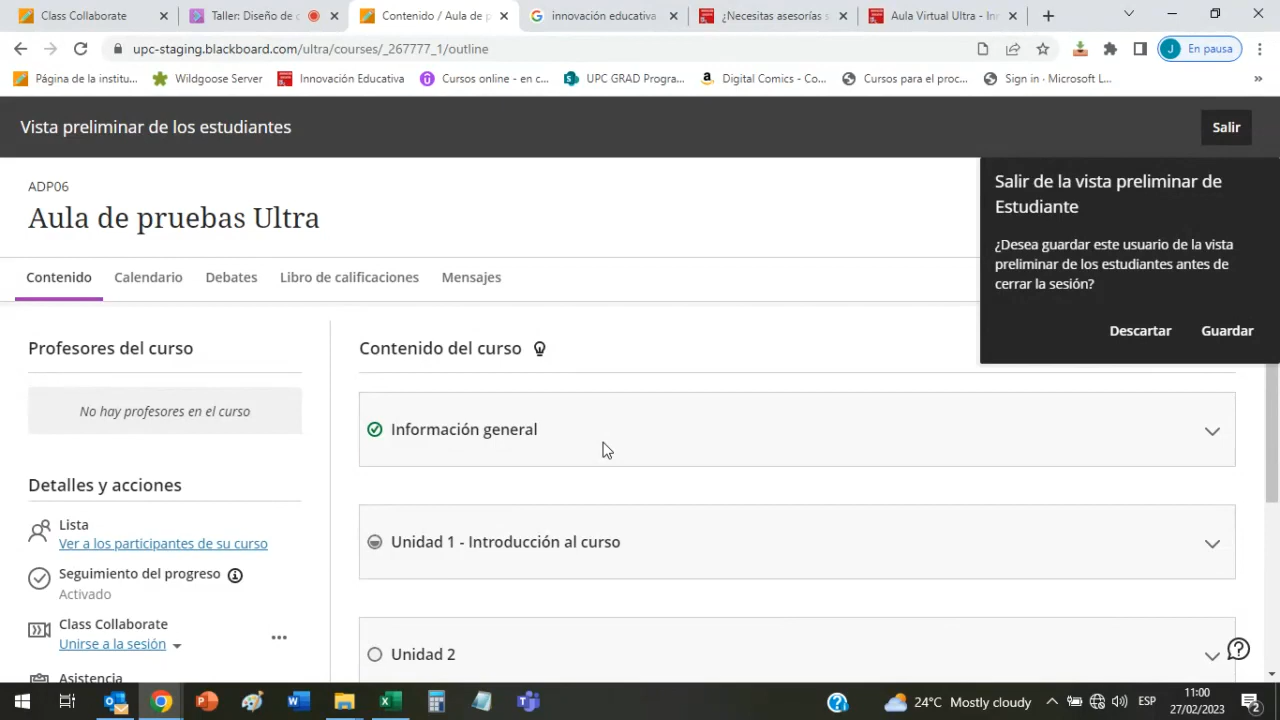 Class Collaborate
Taller: Diseño de c
Contenido / Aula de p
innovación educativa
¿Necesitas asesorías s
Aula Virtual Ultra - Inn
upc-staging.blackboard.com/ultra/courses/_267777_1/outline
J
En pausa
Página de la institu...
Wildgoose Server
Innovación Educativa
Cursos online - en c...
UPC GRAD Progra...
Digital Comics - Co...
Cursos para el proc...
Sign in · Microsoft L...
»
Vista preliminar de los estudiantes
Salir
ADP06
Aula de pruebas Ultra
Salir de la vista preliminar de
Estudiante
¿Desea guardar este usuario de la vista
preliminar de los estudiantes antes de
cerrar la sesión?
Descartar
Guardar
Contenido
Calendario
Debates
Libro de calificaciones
Mensajes
Profesores del curso
No hay profesores en el curso
Detalles y acciones
Lista
Ver a los participantes de su curso
Seguimiento del progreso
Activado
Class Collaborate
Unirse a la sesión
Asistencia
Contenido del curso
Información general
Unidad 1 - Introducción al curso
Unidad 2
24°C Mostly cloudy
ESP
11:00
27/02/2023
2